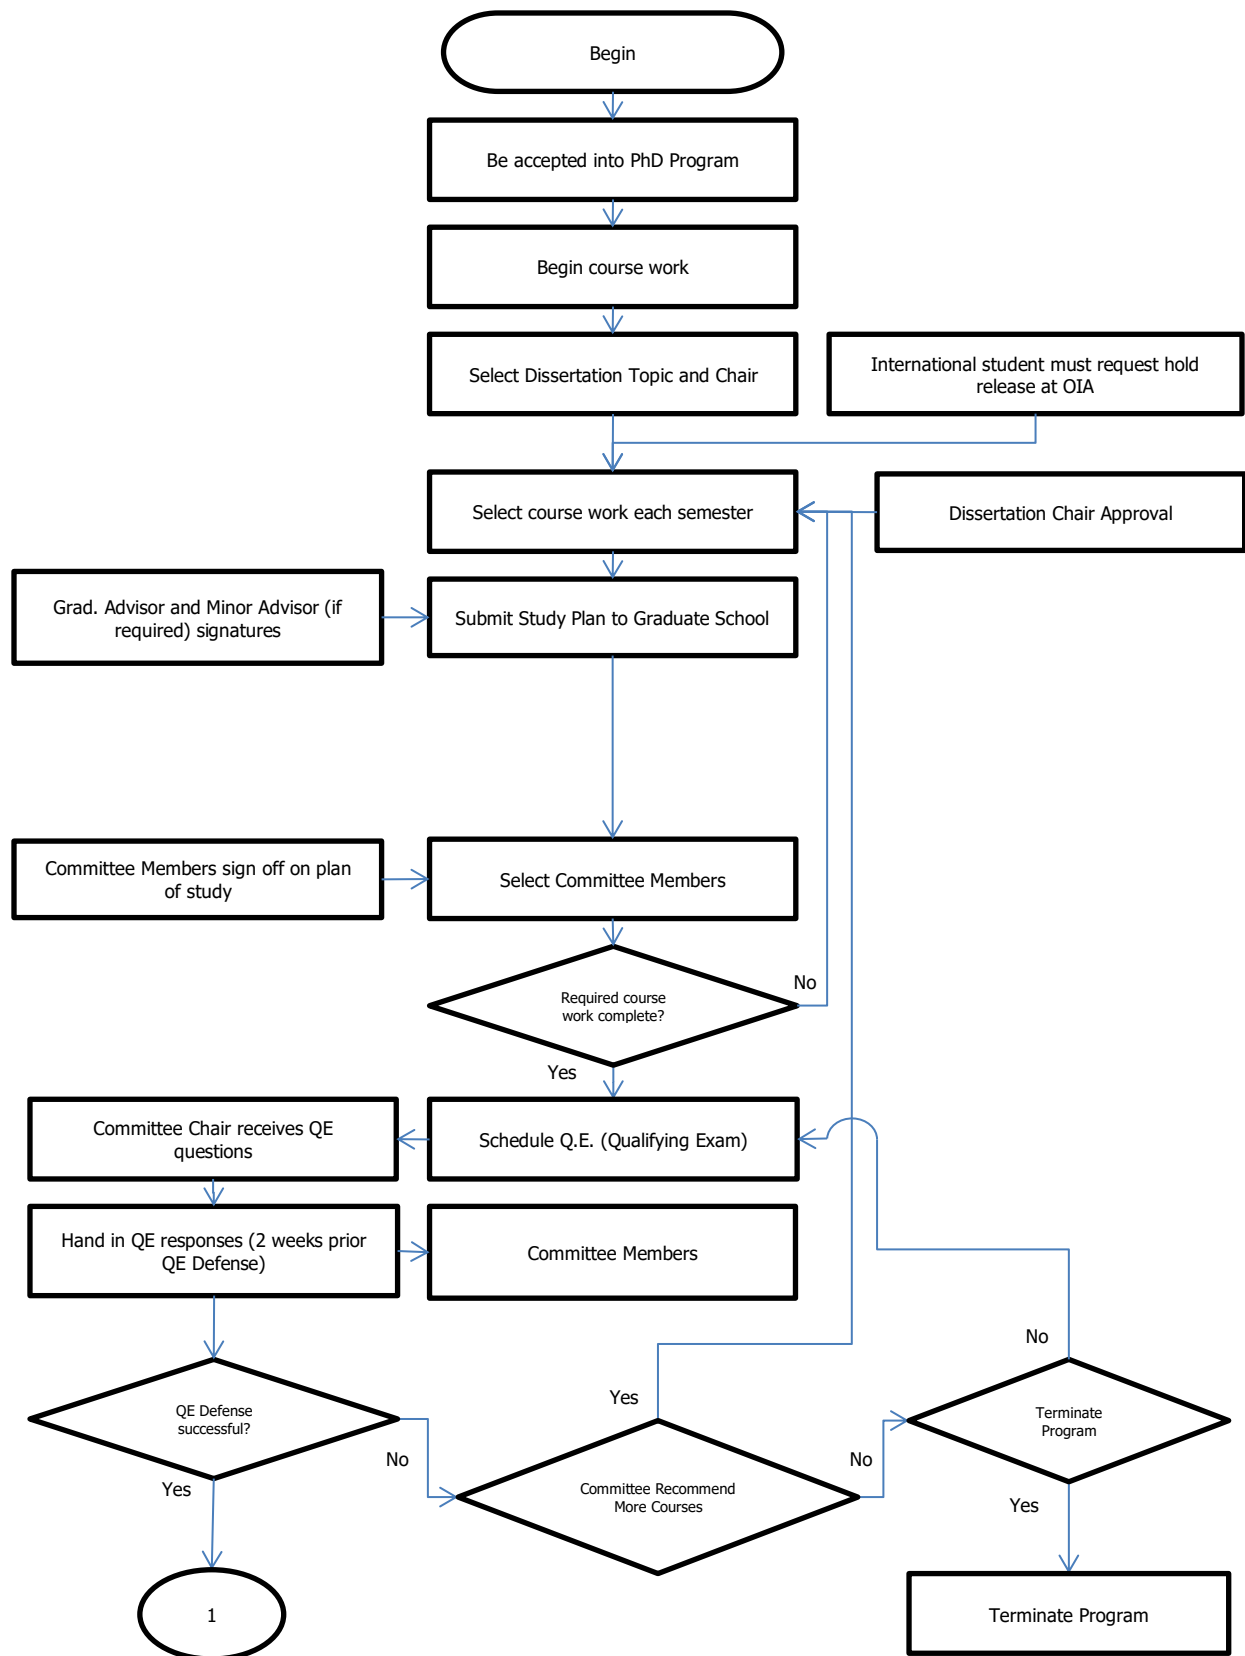 Begin
Be accepted into PhD Program
Begin course work
Select Dissertation Topic and Chair
International student must request hold
release at OIA
Select course work each semester
Dissertation Chair Approval
Grad. Advisor and Minor Advisor (if
required) signatures
Submit Study Plan to Graduate School
Committee Members sign off on plan
of study
Select Committee Members
No
Required course
work complete?
Yes
Committee Chair receives QE
questions
Schedule Q.E. (Qualifying Exam)
Hand in QE responses (2 weeks prior
QE Defense)
Committee Members
No
Yes
QE Defense
successful?
Terminate
Program
No
No
Yes
Committee Recommend
More Courses
Yes
1
Terminate Program